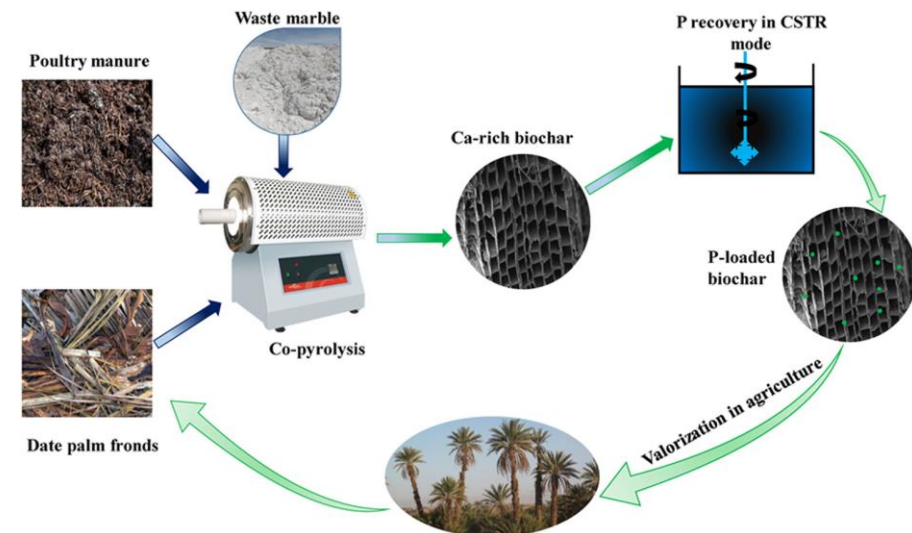 Waste marble
Poultry manure
P recovery in CSTR
mode
Ca-rich biochar
P-loaded
biochar
Co-pyrolysis
Date palm fronds
Valorization in agriculture